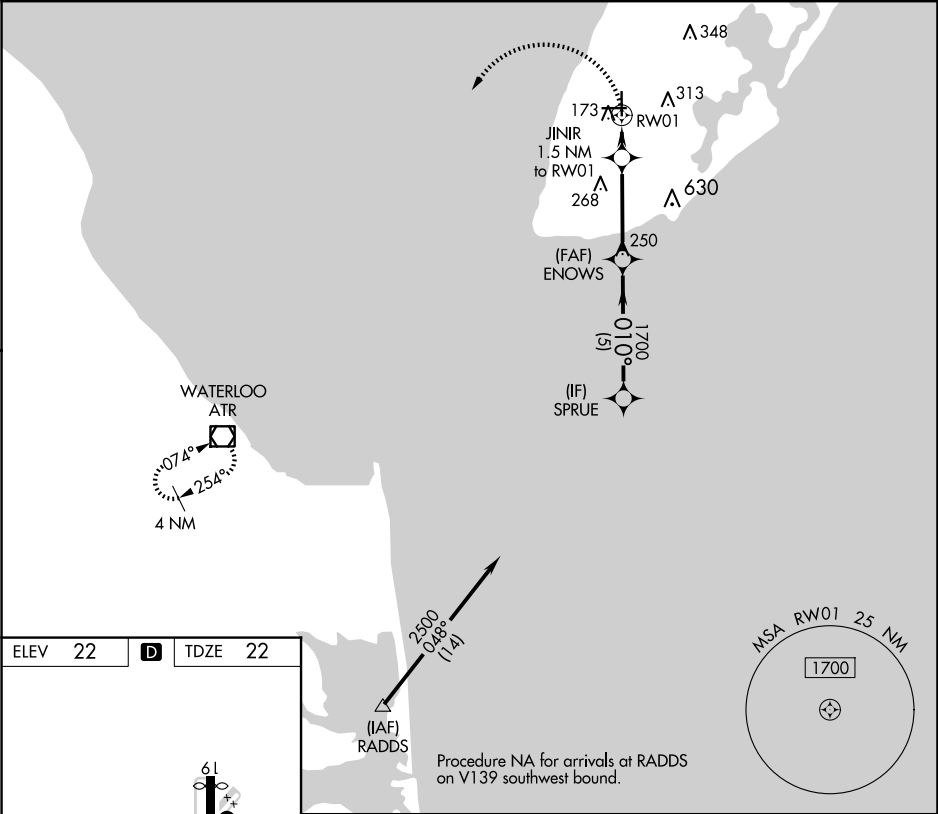 348
313
173
RW01
JINIR
1.5 NM
to RW01
268
630
250
(FAF)
ENOWS
1700
010°
(5)
(IF)
SPRUE
WATERLOO
ATR
074°
254°
4 NM
2500
048°
(14)
(IAF)
RADDS
MSA RW01 25 NM
1700
Procedure NA for arrivals at RADDS
on V139 southwest bound.
ELEV 22 D TDZE 22
19